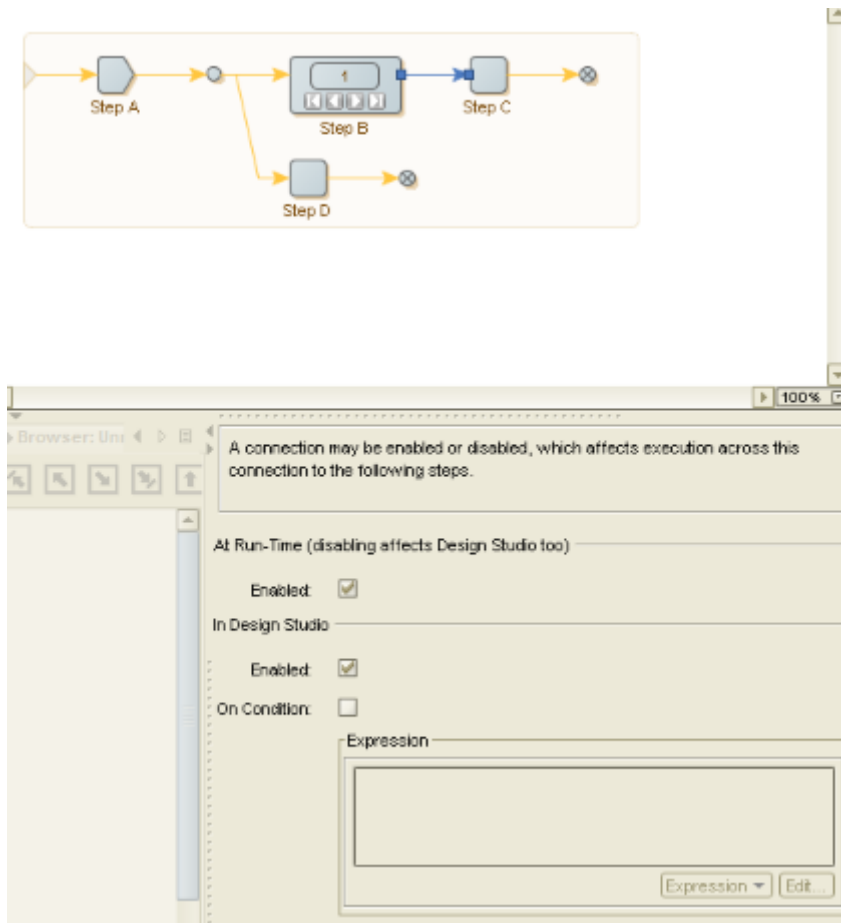 Step A
1
Step B
Step C
Step D
100%
Browser:
A connection may be enabled or disabled, which affects execution across this
connection to the following steps.
At Run-Time (disabling affects Design Studio too)
Enabled:
In Design Studio
Enabled:
On Condition:
Expression
Expression
Edit...